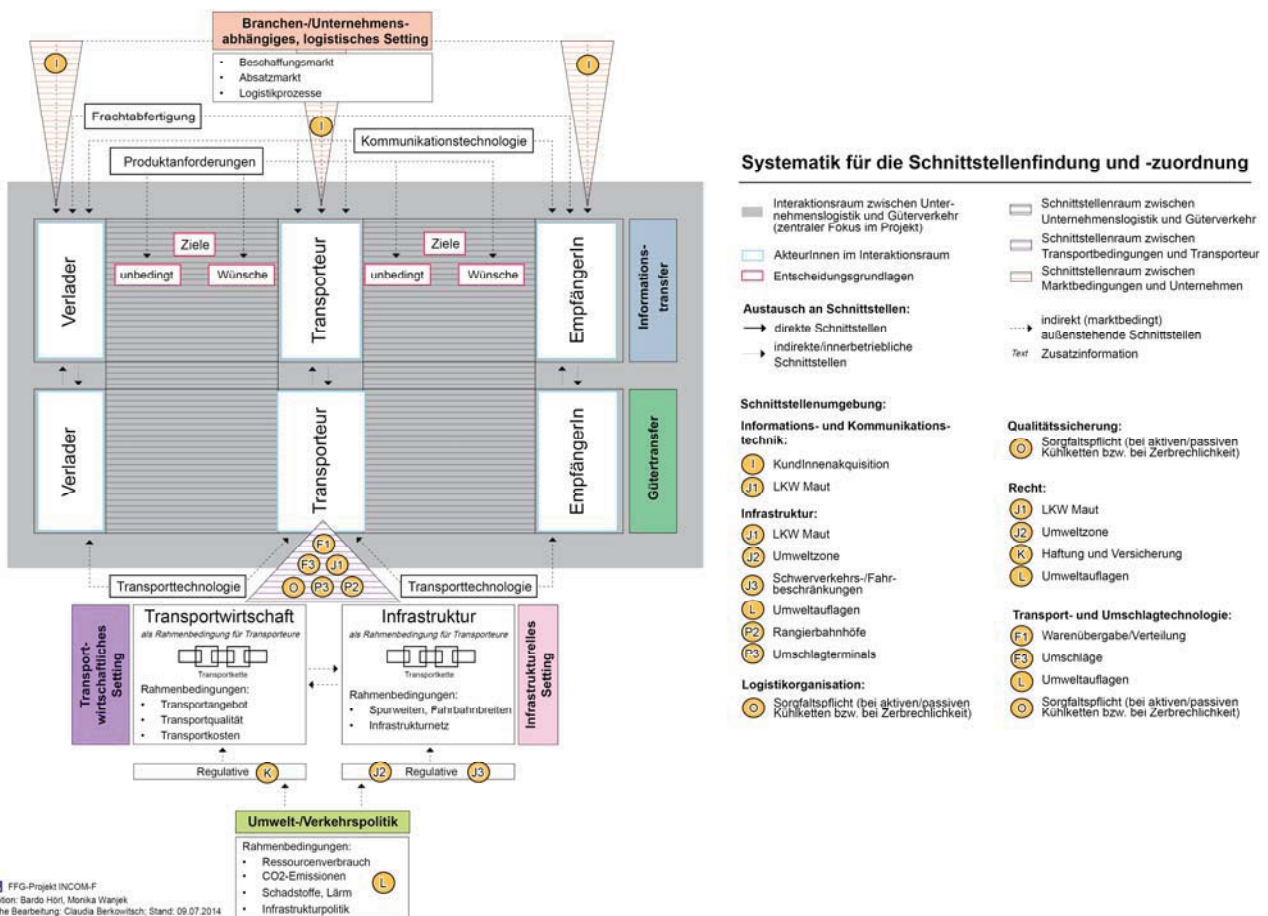 Branchen-/Unternehmens-
abhängiges, logistisches Setting
- Beschaffungsmarkt
• Absatzmarkt
• Logistikprozesse
I
I
I
Frachtabfertigung
Kommunikationstechnologie
Produktanforderungen
Verlader
Ziele
unbedingt
Wünsche
Transporteur
Ziele
unbedingt
Wünsche
EmpfängerIn
Informations-
transfer
Verlader
Transporteur
EmpfängerIn
Gütertransfer
F1
F3
J1
O
P3
P2
Transporttechnologie
Transporttechnologie
Transport-
wirtschaftliches
Setting
Transportwirtschaft
als Rahmenbedingung für Transporteure
Transportkette
Rahmenbedingungen:
• Transportangebot
• Transportqualität
• Transportkosten
Infrastruktur
als Rahmenbedingung für Transporteure
Transportkette
Rahmenbedingungen:
• Spurweiten, Fahrbahnbreiten
• Infrastrukturnetz
Infrastrukturelles
Setting
Regulative K
J2 Regulative J3
Umwelt-/Verkehrspolitik
Rahmenbedingungen:
• Ressourcenverbrauch
• CO2-Emissionen
• Schadstoffe, Lärm
• Infrastrukturpolitik
L
FFG-Projekt INCOM-F
Bardo Hörl, Monika Wanjek
Bearbeitung: Claudia Berkowitsch; Stand: 09.07.2014
Systematik für die Schnittstellenfindung und -zuordnung
Interaktionsraum zwischen Unter-
nehmenslogistik und Güterverkehr
(zentraler Fokus im Projekt)
AkteurInnen im Interaktionsraum
Entscheidungsgrundlagen
Schnittstellenraum zwischen
Unternehmenslogistik und Güterverkehr
Schnittstellenraum zwischen
Transportbedingungen und Transporteur
Schnittstellenraum zwischen
Marktbedingungen und Unternehmen
Austausch an Schnittstellen:
direkte Schnittstellen
indirekte/innerbetriebliche
Schnittstellen
indirekt (marktbedingt)
außenstehende Schnittstellen
Text Zusatzinformation
Schnittstellenumgebung:
Informations- und Kommunikations-
technik:
I KundInnenakquisition
J1 LKW Maut
Infrastruktur:
J1 LKW Maut
J2 Umweltzone
J3 Schwerverkehrs-/Fahr-
beschränkungen
L Umweltauflagen
P2 Rangierbahnhöfe
P3 Umschlagterminals
Logistikorganisation:
O Sorgfaltspflicht (bei aktiven/passiven
Kühlketten bzw. bei Zerbrechlichkeit)
Qualitätssicherung:
O Sorgfaltspflicht (bei aktiven/passiven
Kühlketten bzw. bei Zerbrechlichkeit)
Recht:
J1 LKW Maut
J2 Umweltzone
K Haftung und Versicherung
L Umweltauflagen
Transport- und Umschlagtechnologie:
F1 Warenübergabe/Verteilung
F3 Umschläge
L Umweltauflagen
O Sorgfaltspflicht (bei aktiven/passiven
Kühlketten bzw. bei Zerbrechlichkeit)